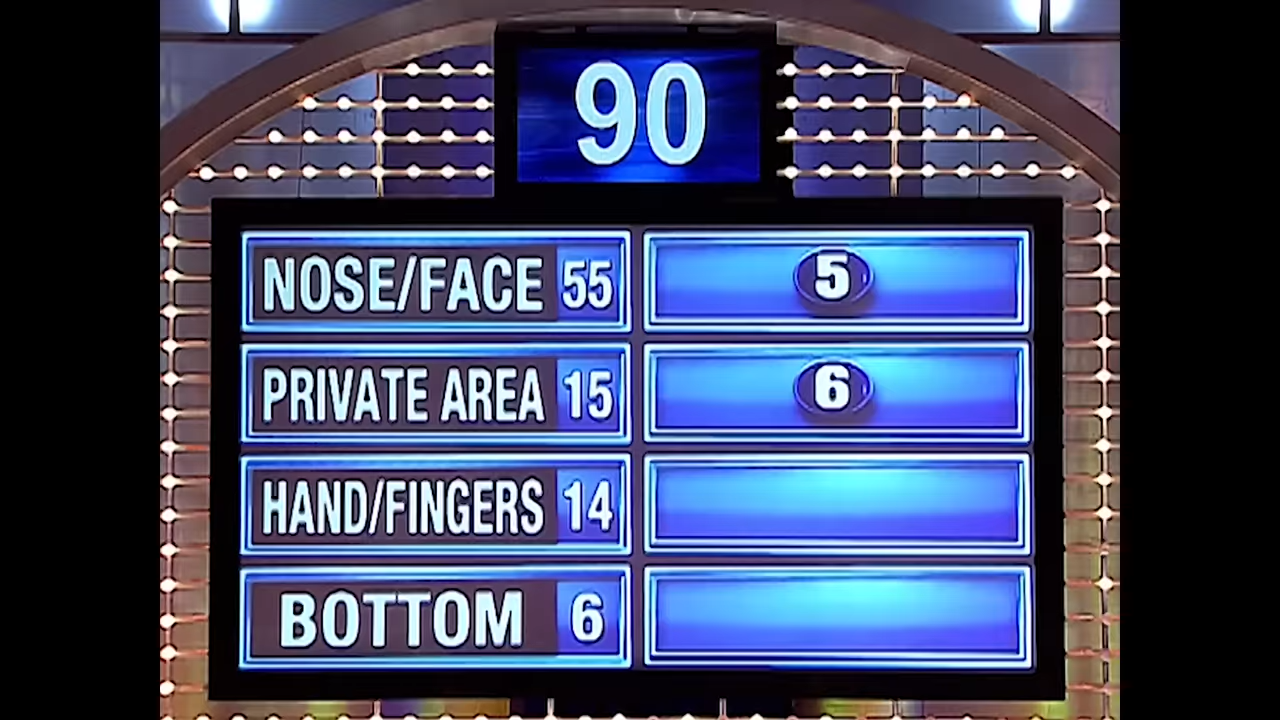 90
NOSE/FACE 55
PRIVATE AREA 15
HAND/FINGERS 14
BOTTOM 6
5
6